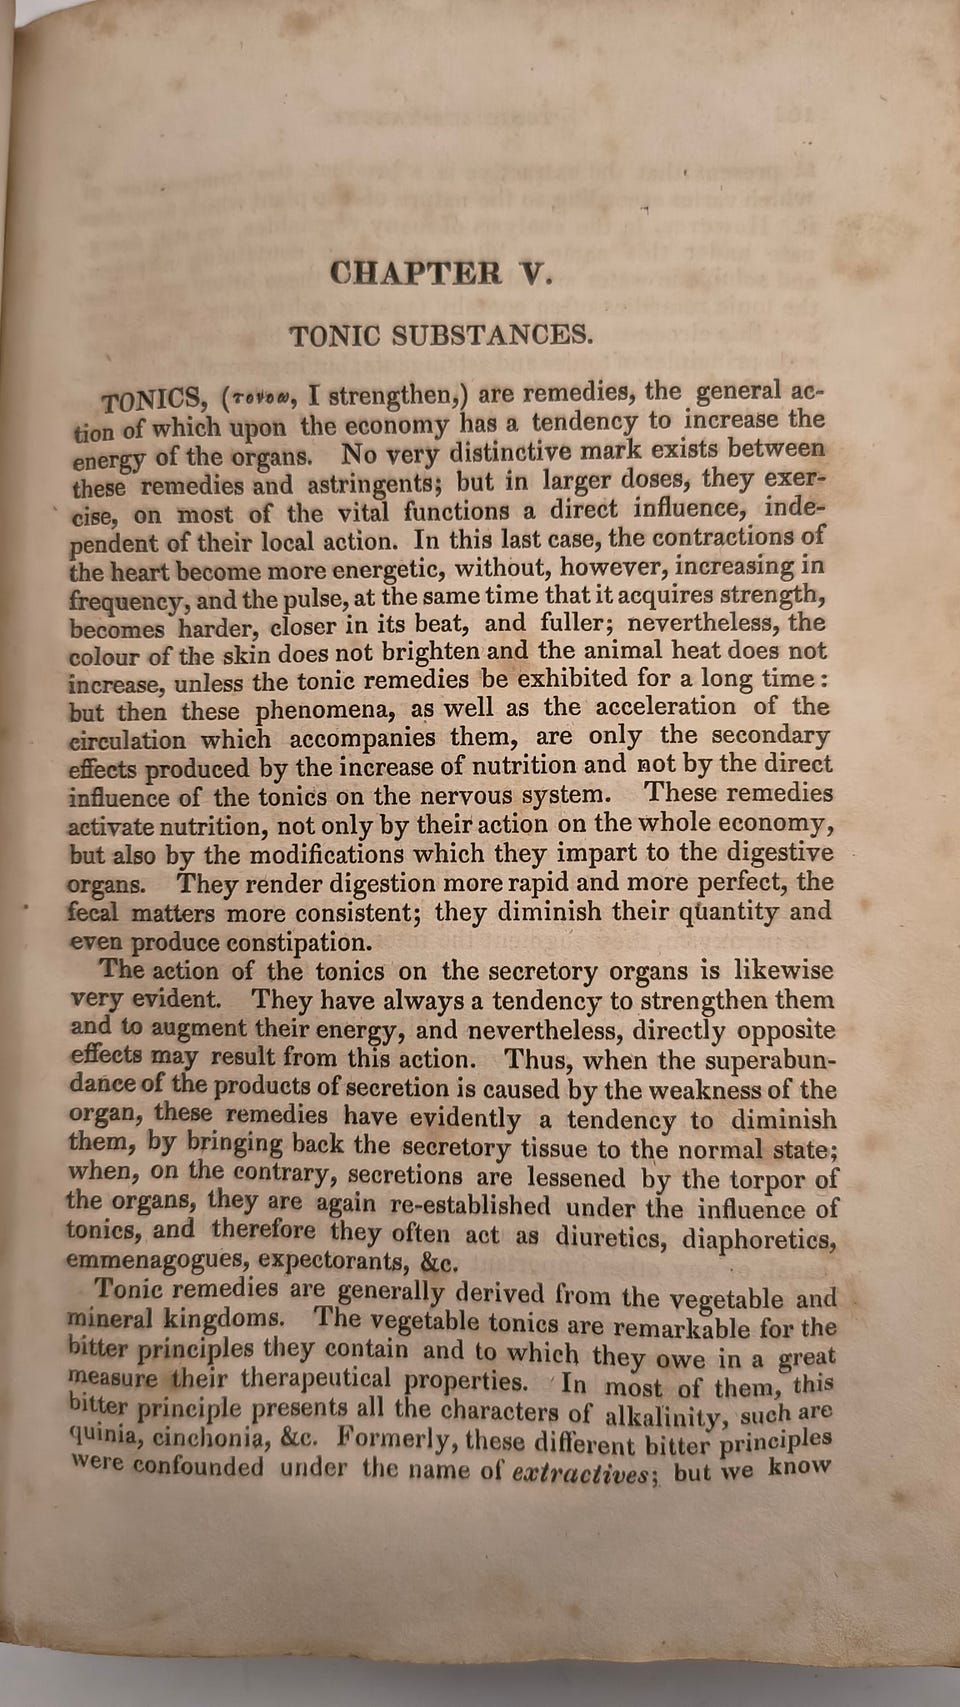 CHAPTER V.
TONIC SUBSTANCES.
TONICS, (τονοω, I strengthen,) are remedies, the general ac-
tion of which upon the economy has a tendency to increase the
energy of the organs. No very distinctive mark exists between
these remedies and astringents; but in larger doses, they exer-
cise, on most of the vital functions a direct influence, inde-
pendent of their local action. In this last case, the contractions of
the heart become more energetic, without, however, increasing in
frequency, and the pulse, at the same time that it acquires strength,
becomes harder, closer in its beat, and fuller; nevertheless, the
colour of the skin does not brighten and the animal heat does not
increase, unless the tonic remedies be exhibited for a long time:
but then these phenomena, as well as the acceleration of the
circulation which accompanies them, are only the secondary
effects produced by the increase of nutrition and not by the direct
influence of the tonics on the nervous system. These remedies
activate nutrition, not only by their action on the whole economy,
but also by the modifications which they impart to the digestive
organs. They render digestion more rapid and more perfect, the
fecal matters more consistent; they diminish their quantity and
even produce constipation.
The action of the tonics on the secretory organs is likewise
very evident. They have always a tendency to strengthen them
and to augment their energy, and nevertheless, directly opposite
effects may result from this action. Thus, when the superabun-
dance of the products of secretion is caused by the weakness of the
organ, these remedies have evidently a tendency to diminish
them, by bringing back the secretory tissue to the normal state;
when, on the contrary, secretions are lessened by the torpor of
the organs, they are again re-established under the influence of
tonics, and therefore they often act as diuretics, diaphoretics,
emmenagogues, expectorants, &c.
Tonic remedies are generally derived from the vegetable and
mineral kingdoms. The vegetable tonics are remarkable for the
bitter principles they contain and to which they owe in a great
measure their therapeutical properties. In most of them, this
bitter principle presents all the characters of alkalinity, such are
quinia, cinchonia, &c. Formerly, these different bitter principles
were confounded under the name of extractives; but we know